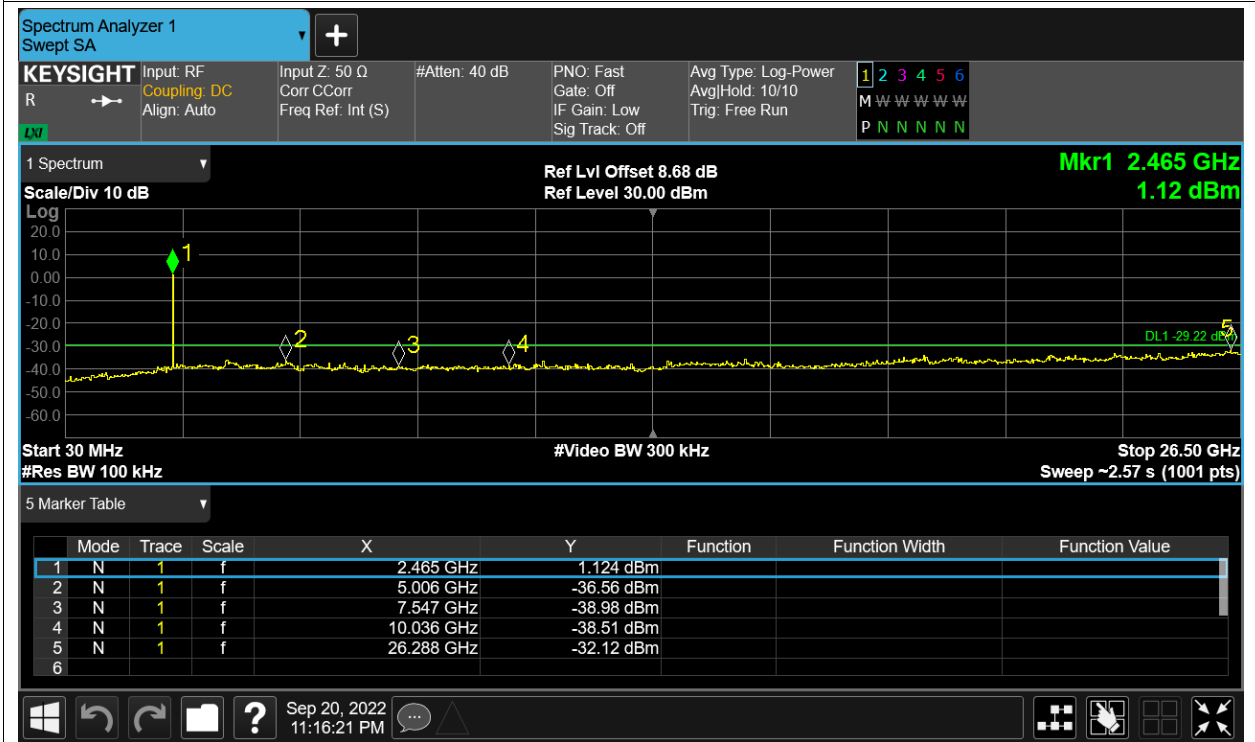 Spectrum Analyzer 1
Swept SA
KEYSIGHT Input: RF Input Z: 50 Ω #Atten: 40 dB PNO: Fast Avg Type: Log-Power 1 2 3 4 5 6
R Coupling: DC Corr CCorr Gate: Off Avg|Hold: 10/10 M W W W W W
Align: Auto Freq Ref: Int (S) IF Gain: Low Trig: Free Run
LXI Sig Track: Off P N N N N N
1 Spectrum Ref Lvl Offset 8.68 dB Mkr1 2.465 GHz
Scale/Div 10 dB Ref Level 30.00 dBm 1.12 dBm
Log
20.0
10.0 1
0.00
-10.0
-20.0 2 3 4 5
-30.0 DL1 -29.22 dBm
-40.0
-50.0
-60.0
Start 30 MHz #Video BW 300 kHz Stop 26.50 GHz
#Res BW 100 kHz Sweep ~2.57 s (1001 pts)
5 Marker Table
Mode Trace Scale X Y Function Function Width Function Value
1 N 1 f 2.465 GHz 1.124 dBm
2 N 1 f 5.006 GHz -36.56 dBm
3 N 1 f 7.547 GHz -38.98 dBm
4 N 1 f 10.036 GHz -38.51 dBm
5 N 1 f 26.288 GHz -32.12 dBm
6
? Sep 20, 2022
11:16:21 PM